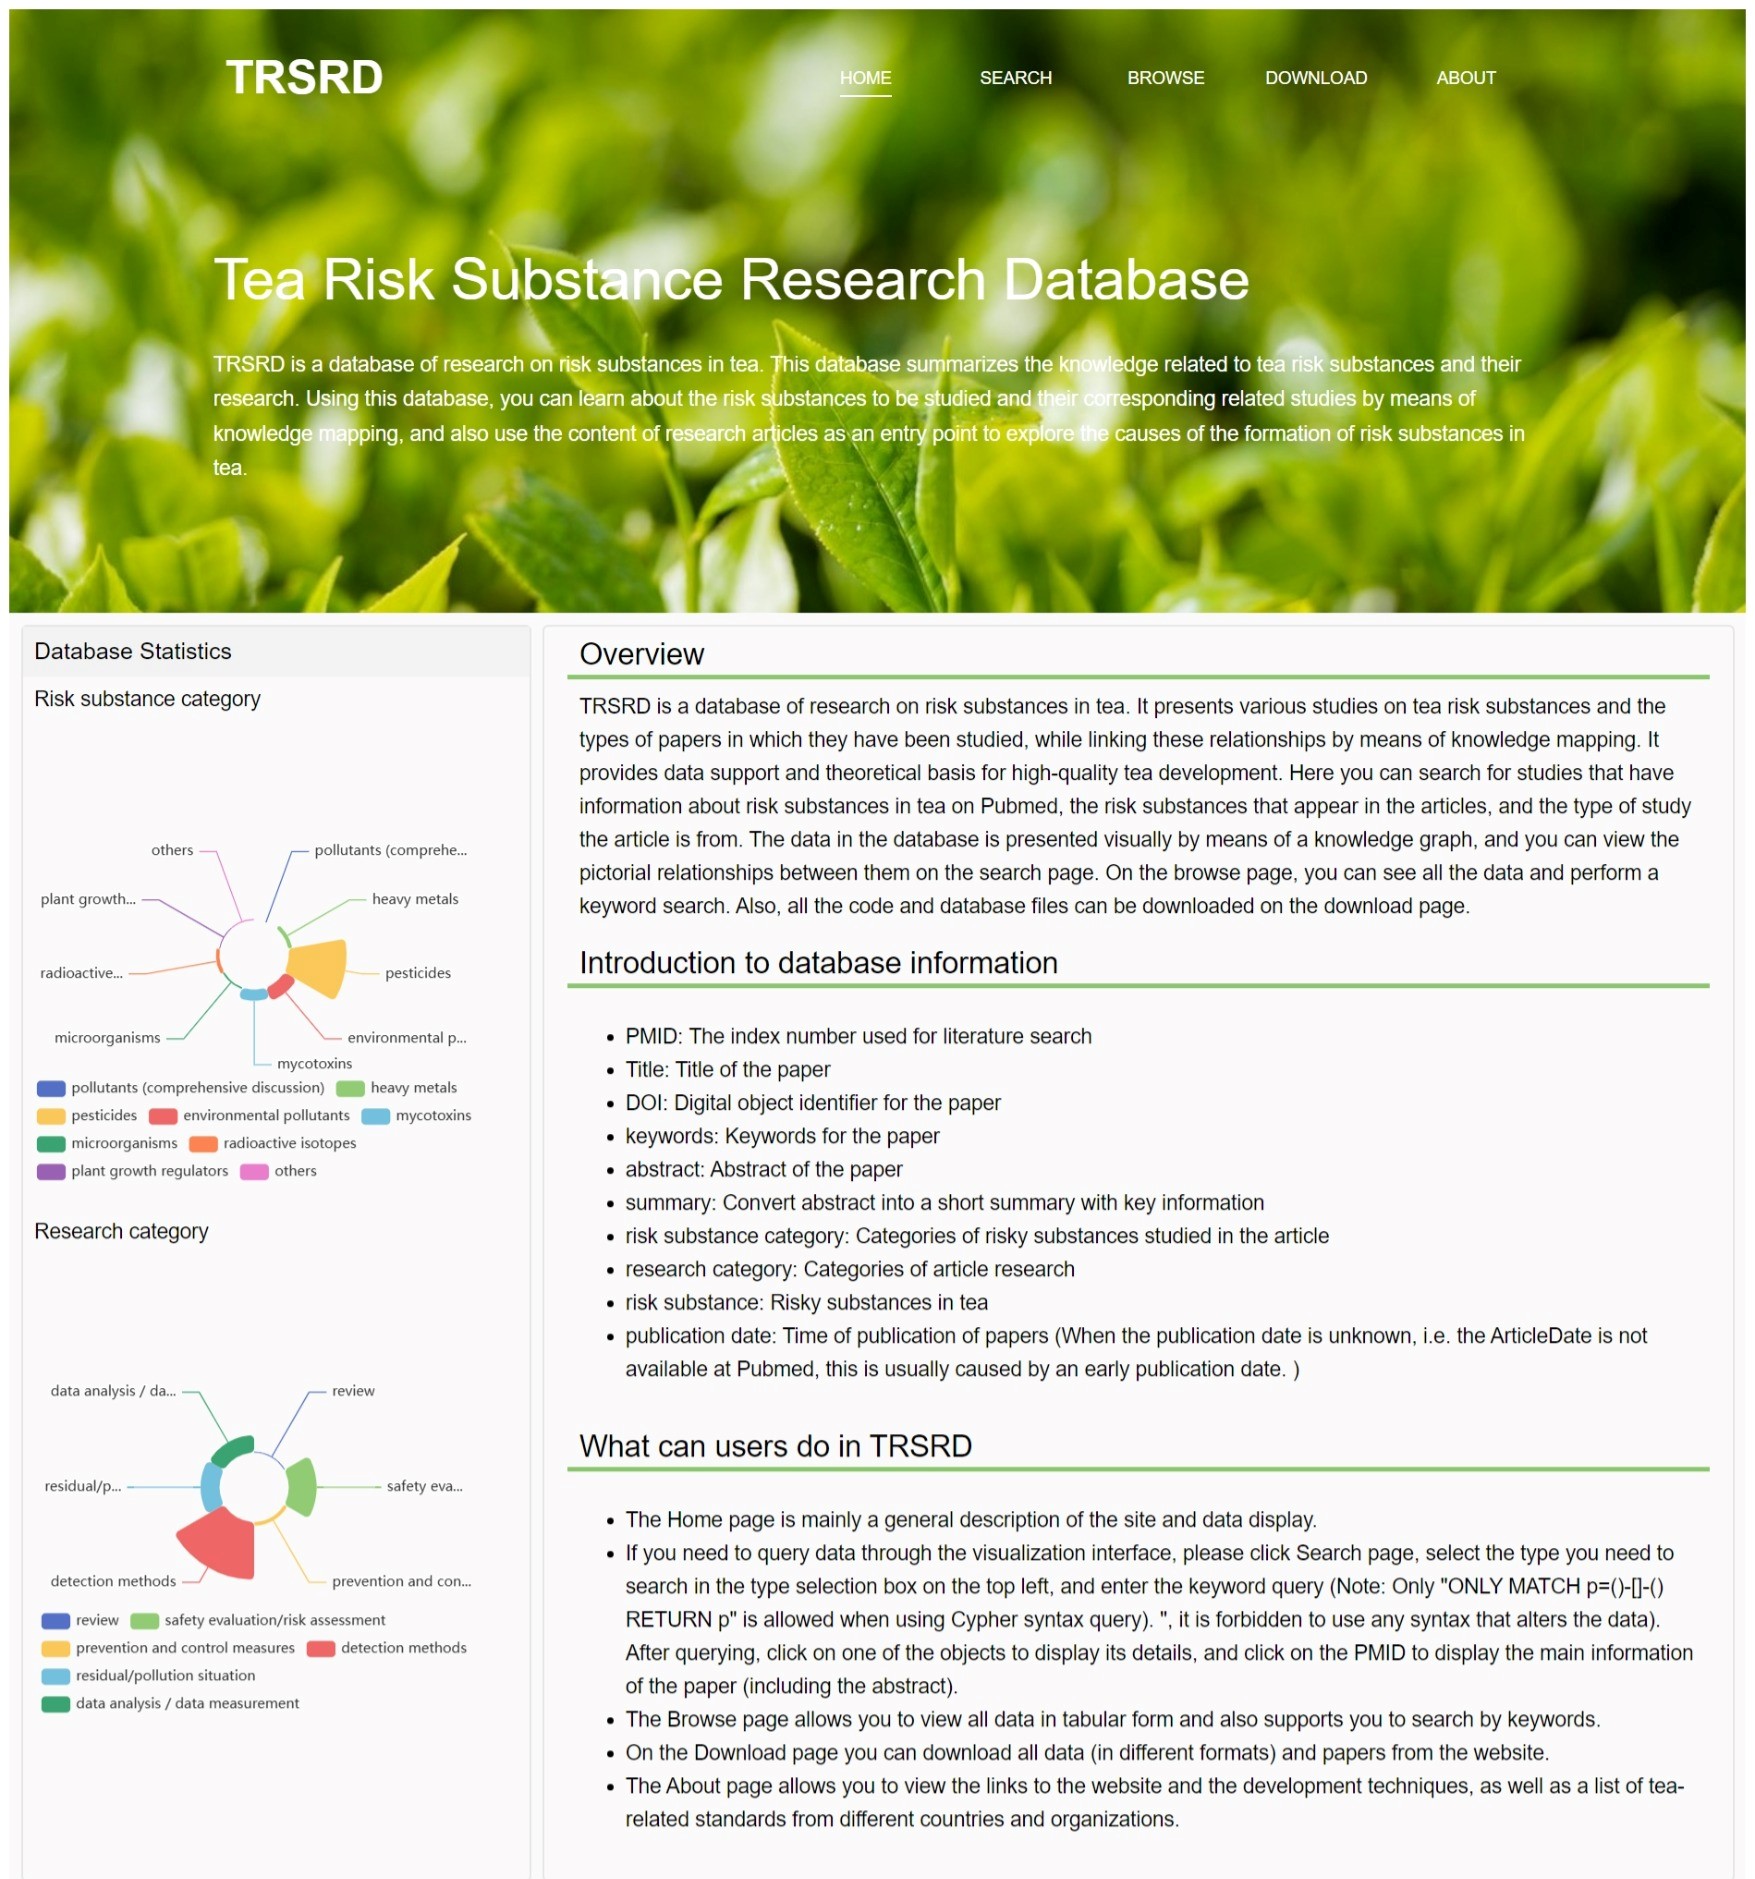 TRSRD
HOME SEARCH BROWSE DOWNLOAD ABOUT
Tea Risk Substance Research Database
TRSRD is a database of research on risk substances in tea. This database summarizes the knowledge related to tea risk substances and their
research. Using this database, you can learn about the risk substances to be studied and their corresponding related studies by means of
knowledge mapping, and also use the content of research articles as an entry point to explore the causes of the formation of risk substances in
tea.
Database Statistics
Risk substance category
others
pollutants (comprehe...
plant growth...
heavy metals
radioactive...
pesticides
microorganisms
environmental p...
mycotoxins
pollutants (comprehensive discussion) heavy metals
pesticides environmental pollutants mycotoxins
microorganisms radioactive isotopes
plant growth regulators others
Research category
data analysis / da...
review
residual/p...
safety eva...
detection methods
prevention and con...
review safety evaluation/risk assessment
prevention and control measures detection methods
residual/pollution situation
data analysis / data measurement
Overview
TRSRD is a database of research on risk substances in tea. It presents various studies on tea risk substances and the
types of papers in which they have been studied, while linking these relationships by means of knowledge mapping. It
provides data support and theoretical basis for high-quality tea development. Here you can search for studies that have
information about risk substances in tea on Pubmed, the risk substances that appear in the articles, and the type of study
the article is from. The data in the database is presented visually by means of a knowledge graph, and you can view the
pictorial relationships between them on the search page. On the browse page, you can see all the data and perform a
keyword search. Also, all the code and database files can be downloaded on the download page.
Introduction to database information
• PMID: The index number used for literature search
• Title: Title of the paper
• DOI: Digital object identifier for the paper
• keywords: Keywords for the paper
• abstract: Abstract of the paper
• summary: Convert abstract into a short summary with key information
• risk substance category: Categories of risky substances studied in the article
• research category: Categories of article research
• risk substance: Risky substances in tea
• publication date: Time of publication of papers (When the publication date is unknown, i.e. the ArticleDate is not
available at Pubmed, this is usually caused by an early publication date. )
What can users do in TRSRD
• The Home page is mainly a general description of the site and data display.
• If you need to query data through the visualization interface, please click Search page, select the type you need to
search in the type selection box on the top left, and enter the keyword query (Note: Only "ONLY MATCH p=()-[]-()
RETURN p" is allowed when using Cypher syntax query). ", it is forbidden to use any syntax that alters the data).
After querying, click on one of the objects to display its details, and click on the PMID to display the main information
of the paper (including the abstract).
• The Browse page allows you to view all data in tabular form and also supports you to search by keywords.
• On the Download page you can download all data (in different formats) and papers from the website.
• The About page allows you to view the links to the website and the development techniques, as well as a list of tea-
related standards from different countries and organizations.